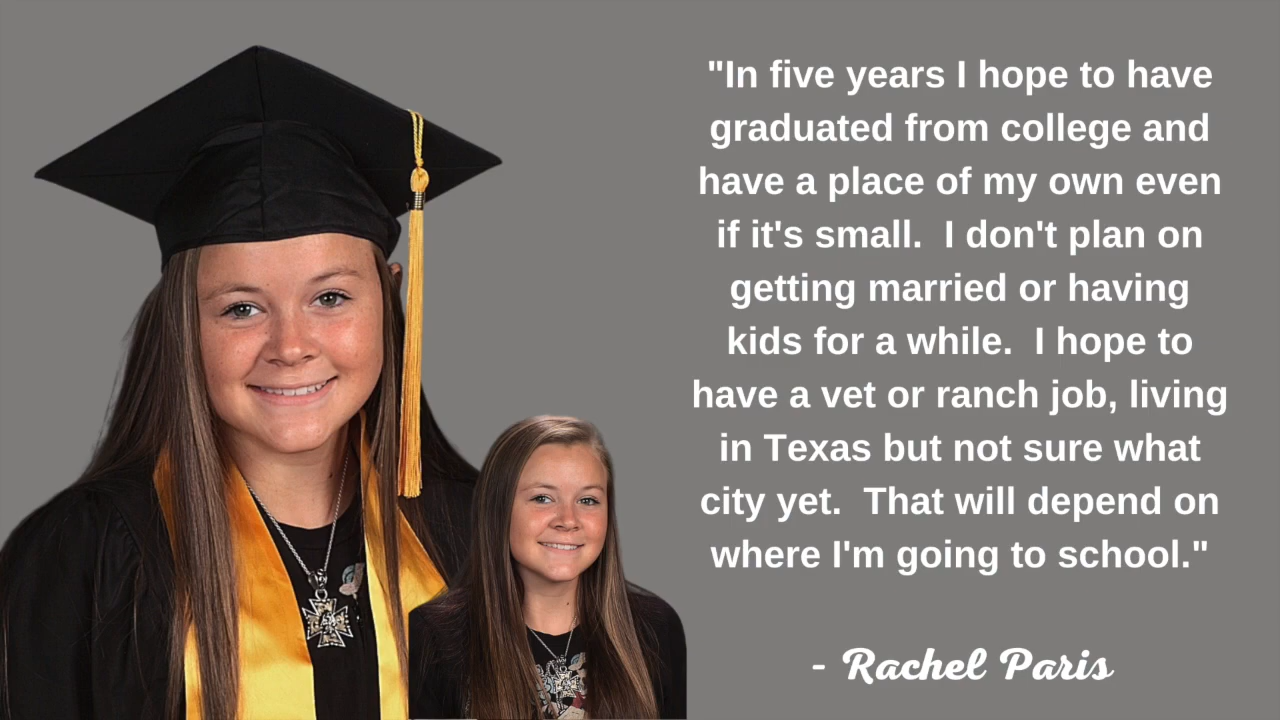 "In five years I hope to have
graduated from college and
have a place of my own even
if it's small.  I don't plan on
getting married or having
kids for a while.  I hope to
have a vet or ranch job, living
in Texas but not sure what
city yet.  That will depend on
where I'm going to school."
- Rachel Paris